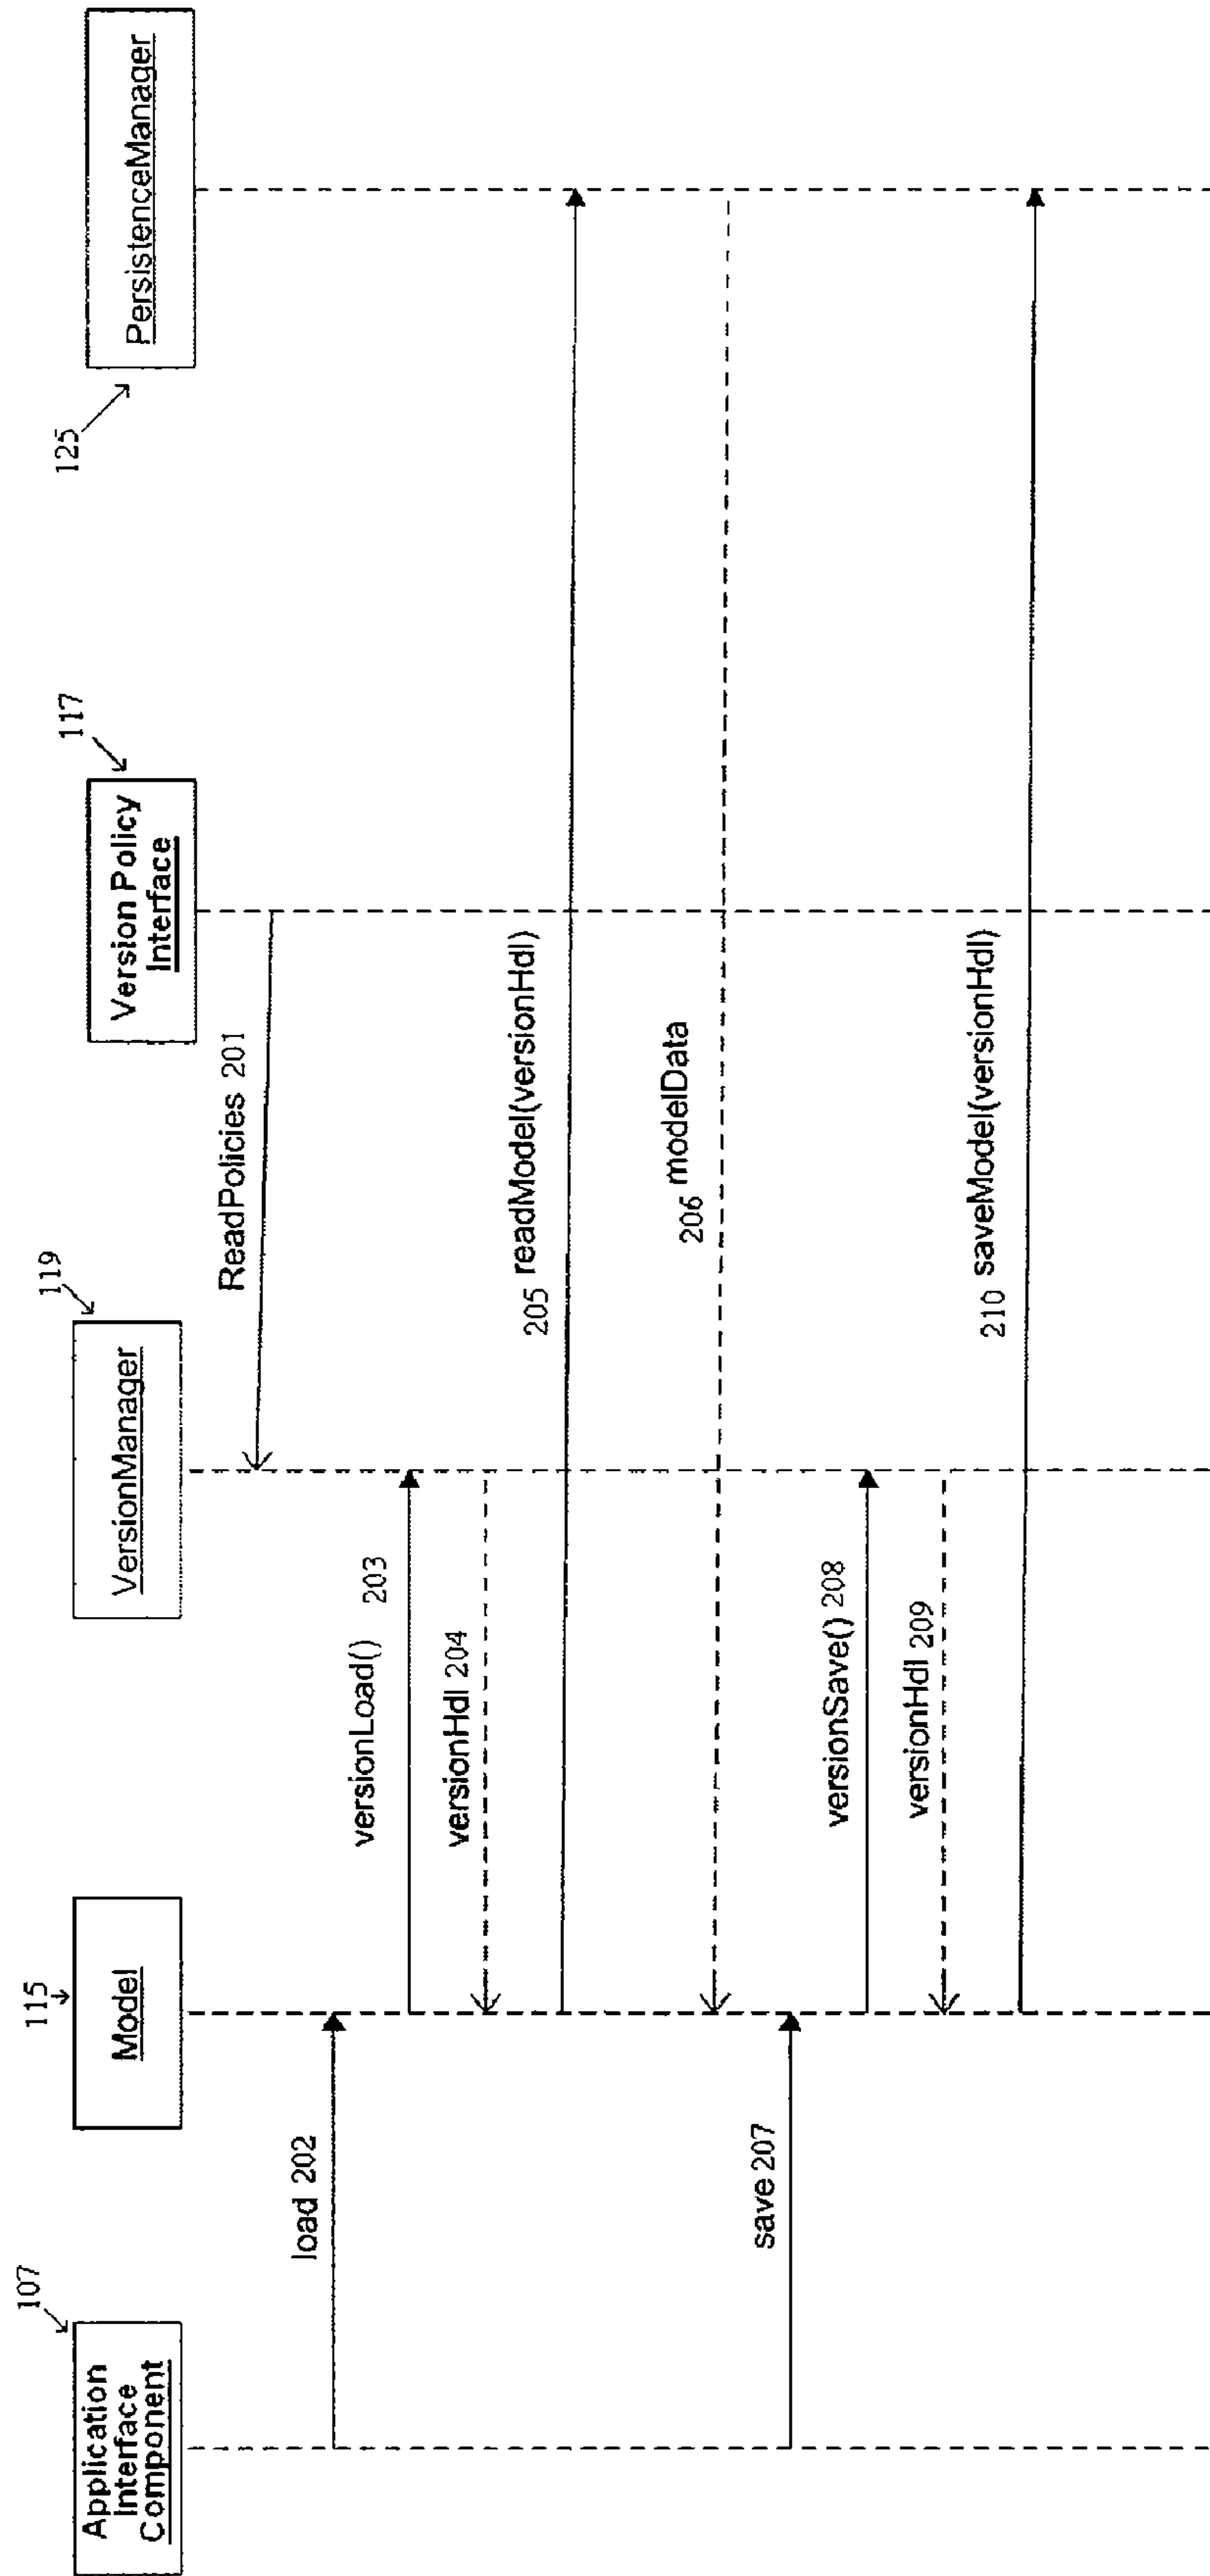 107
Application
Interface
Component
115
Model
119
VersionManager
117
Version Policy
Interface
125
PersistenceManager
ReadPolicies 201
load 202
versionLoad() 203
versionHdl 204
205 readModel(versionHdl)
206 modelData
save 207
versionSave() 208
versionHdl 209
210 saveModel(versionHdl)